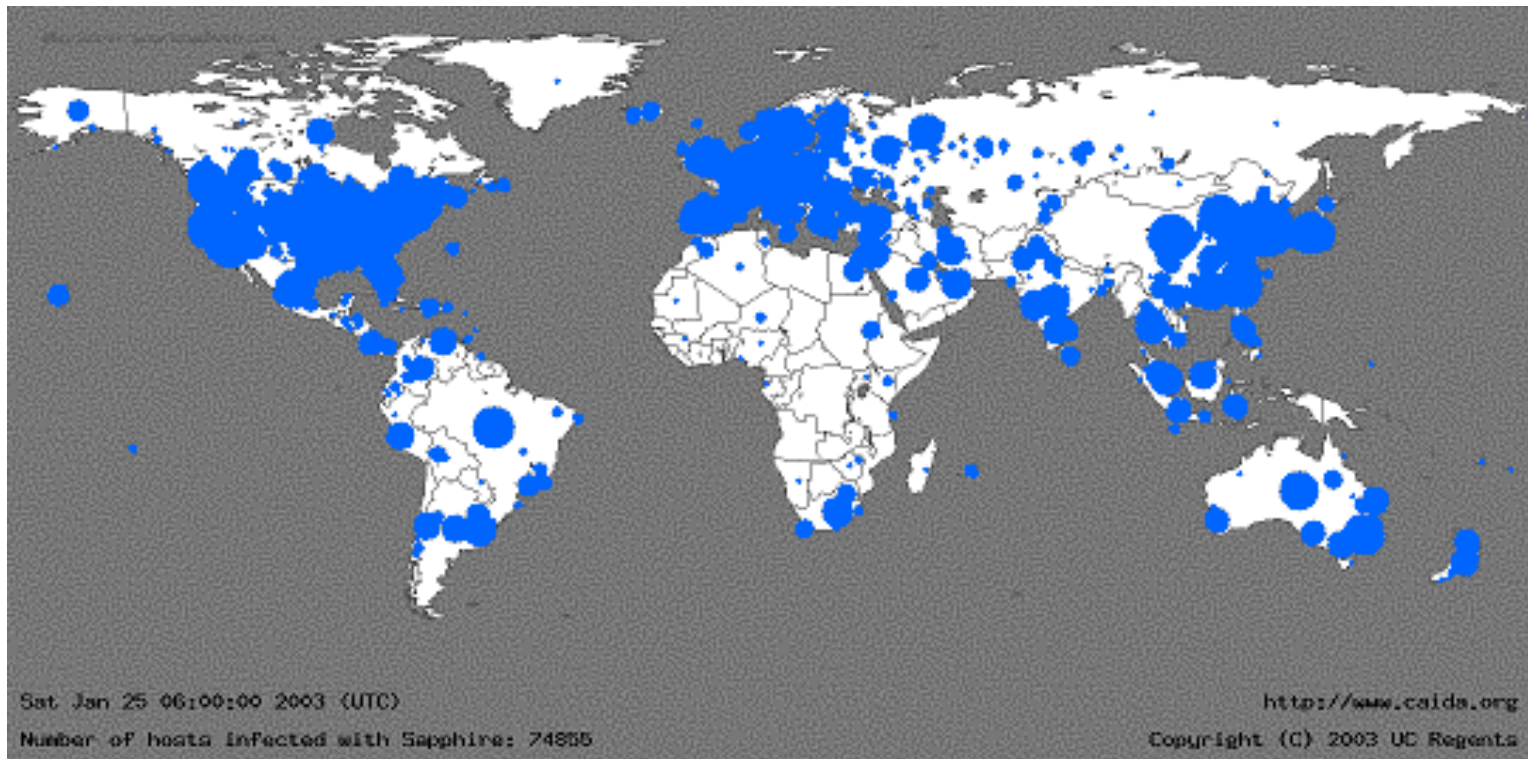 Sat Jan 25 06:00:00 2003 (UTC)
http://www.caida.org
Number of hosts infected with Sapphire: 74855
Copyright (C) 2003 UC Regents